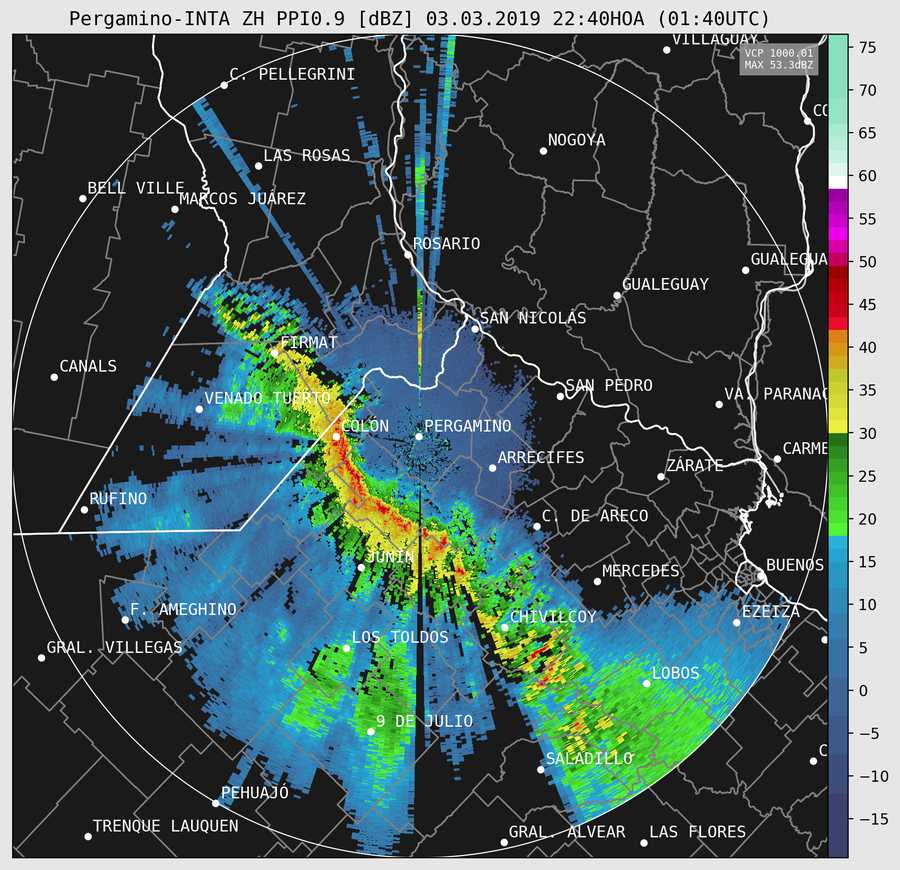 Pergamino-INTA ZH PPI0.9 [dBZ] 03.03.2019 22:40HOA (01:40UTC)
VILLAGUAY
VCP 1000.01
MAX 53.3dBZ
C. PELLEGRINI
CO
NOGOYA
LAS ROSAS
BELL VILLE
MARCOS JUÁREZ
ROSARIO
GUALEGUA
GUALEGUAY
SAN NICOLÁS
FIRMAT
CANALS
SAN PEDRO
VENADO TUERTO
VA. PARANAC
COLÓN
PERGAMINO
CARME
ARRECIFES
ZÁRATE
RUFINO
C. DE ARECO
JUNÍN
MERCEDES
BUENOS
F. AMEGHINO
CHIVILCOY
EZEIZA
LOS TOLDOS
GRAL. VILLEGAS
LOBOS
9 DE JULIO
SALADILLO
C
PEHUAJÓ
TRENQUE LAUQUEN
GRAL. ALVEAR
LAS FLORES
75
70
65
60
55
50
45
40
35
30
25
20
15
10
5
0
−5
−10
−15